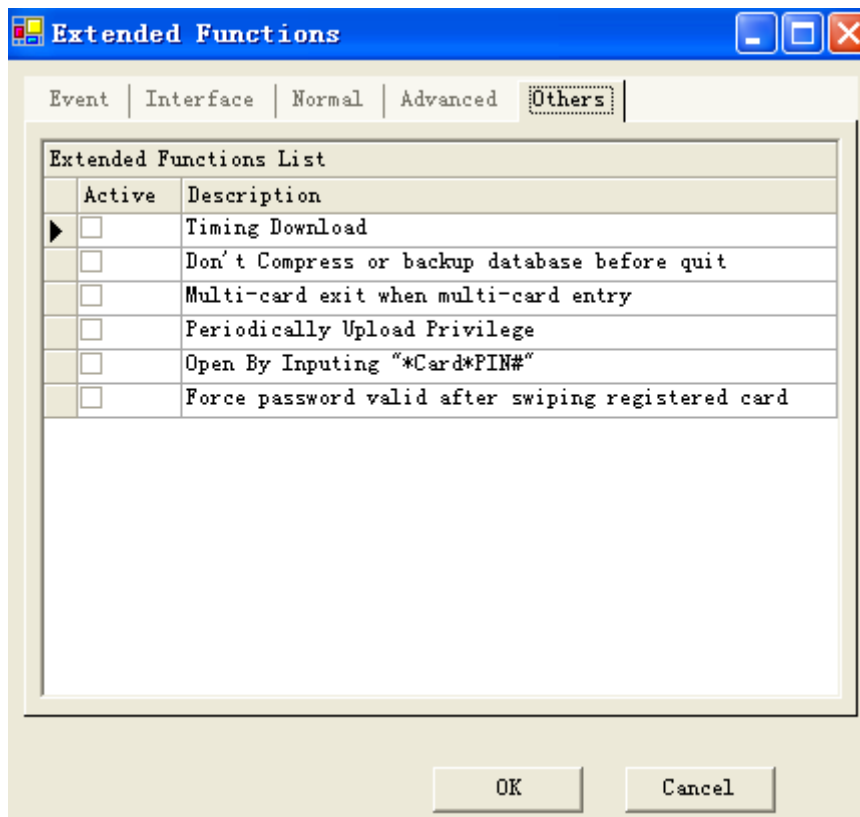 Extended Functions
Event Interface Normal Advanced Others
Extended Functions List
Active Description
Timing Download
Don't Compress or backup database before quit
Multi-card exit when multi-card entry
Periodically Upload Privilege
Open By Inputing "*Card*PIN#"
Force password valid after swiping registered card
OK Cancel